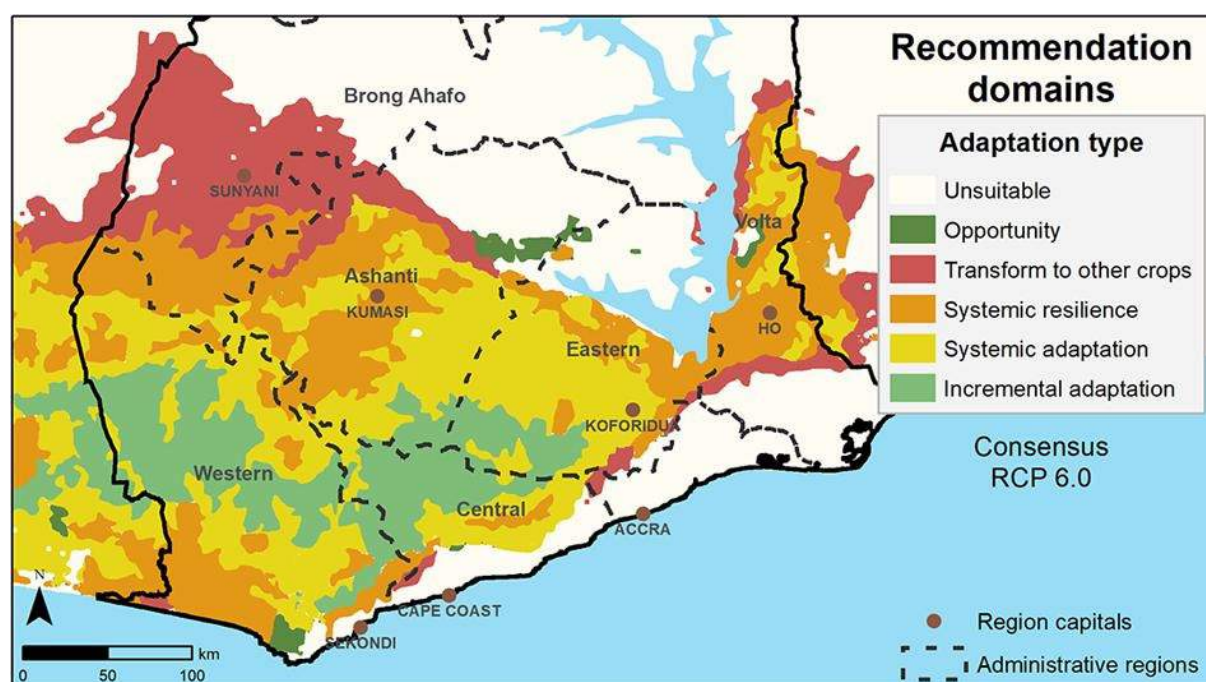 Recommendation
domains
Adaptation type
Unsuitable
Opportunity
Transform to other crops
Systemic resilience
Systemic adaptation
Incremental adaptation
Consensus
RCP 6.0
Region capitals
Administrative regions
Brong Ahafo
SUNYANI
Volta
Ashanti
KUMASI
HO
Eastern
KOFORIDUA
Western
Central
ACCRA
CAPE COAST
SEKONDI
N
km
0 50 100